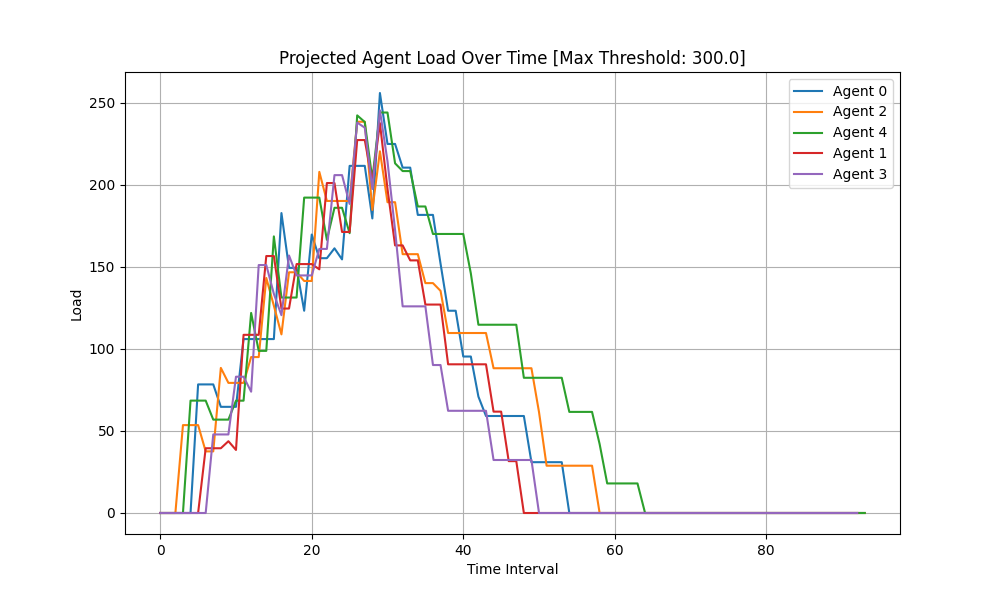 Projected Agent Load Over Time [Max Threshold: 300.0]
Agent 0
Agent 2
Agent 4
Agent 1
Agent 3
Load
250
200
150
100
50
0
0 20 40 60 80
Time Interval